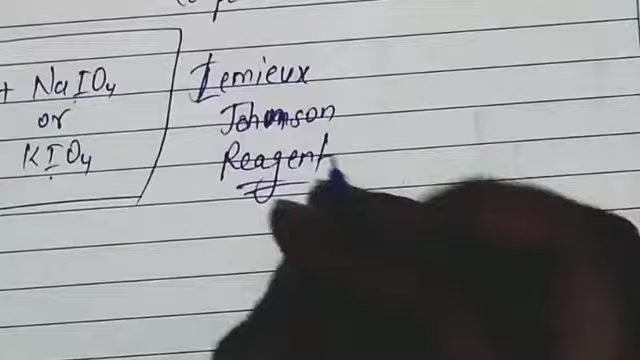 + NaIO4
or
KIO4
Lemieux
Johnson
Reagent